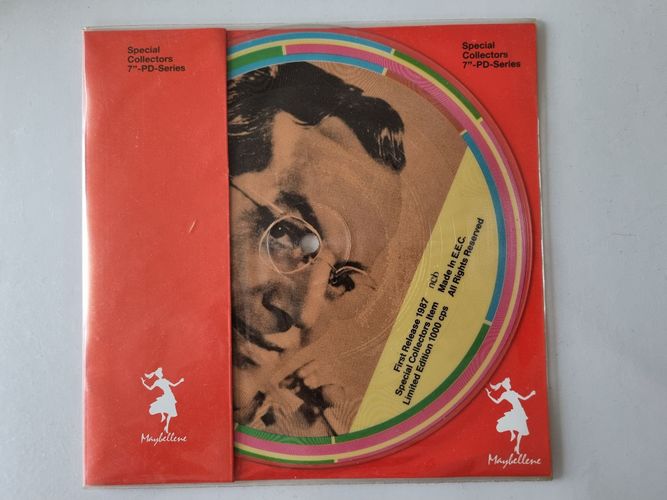 Special
Collectors
7"-PD-Series
Special
Collectors
7"-PD-Series
First Release 1987 ncb Made In E.E.C.
Special Collectors Item All Rights Reserved
Limited Edition 1000 cps
Maybellene
Maybellene